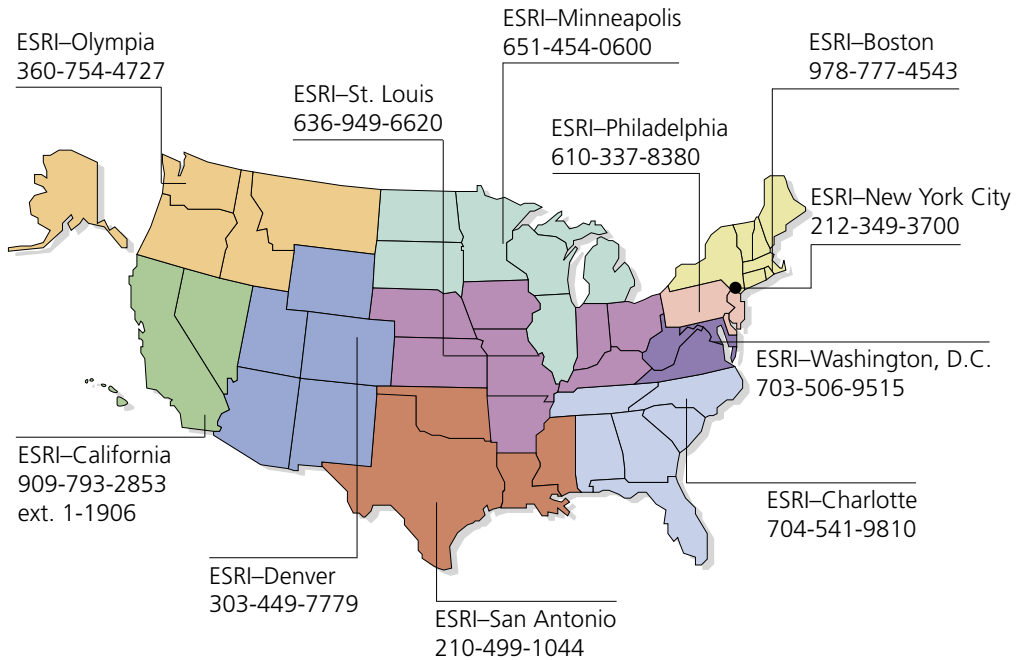 ESRI–Minneapolis
651-454-0600
ESRI–Olympia
360-754-4727
ESRI–Boston
978-777-4543
ESRI–St. Louis
636-949-6620
ESRI–Philadelphia
610-337-8380
ESRI–New York City
212-349-3700
ESRI–Washington, D.C.
703-506-9515
ESRI–California
909-793-2853
ext. 1-1906
ESRI–Charlotte
704-541-9810
ESRI–Denver
303-449-7779
ESRI–San Antonio
210-499-1044